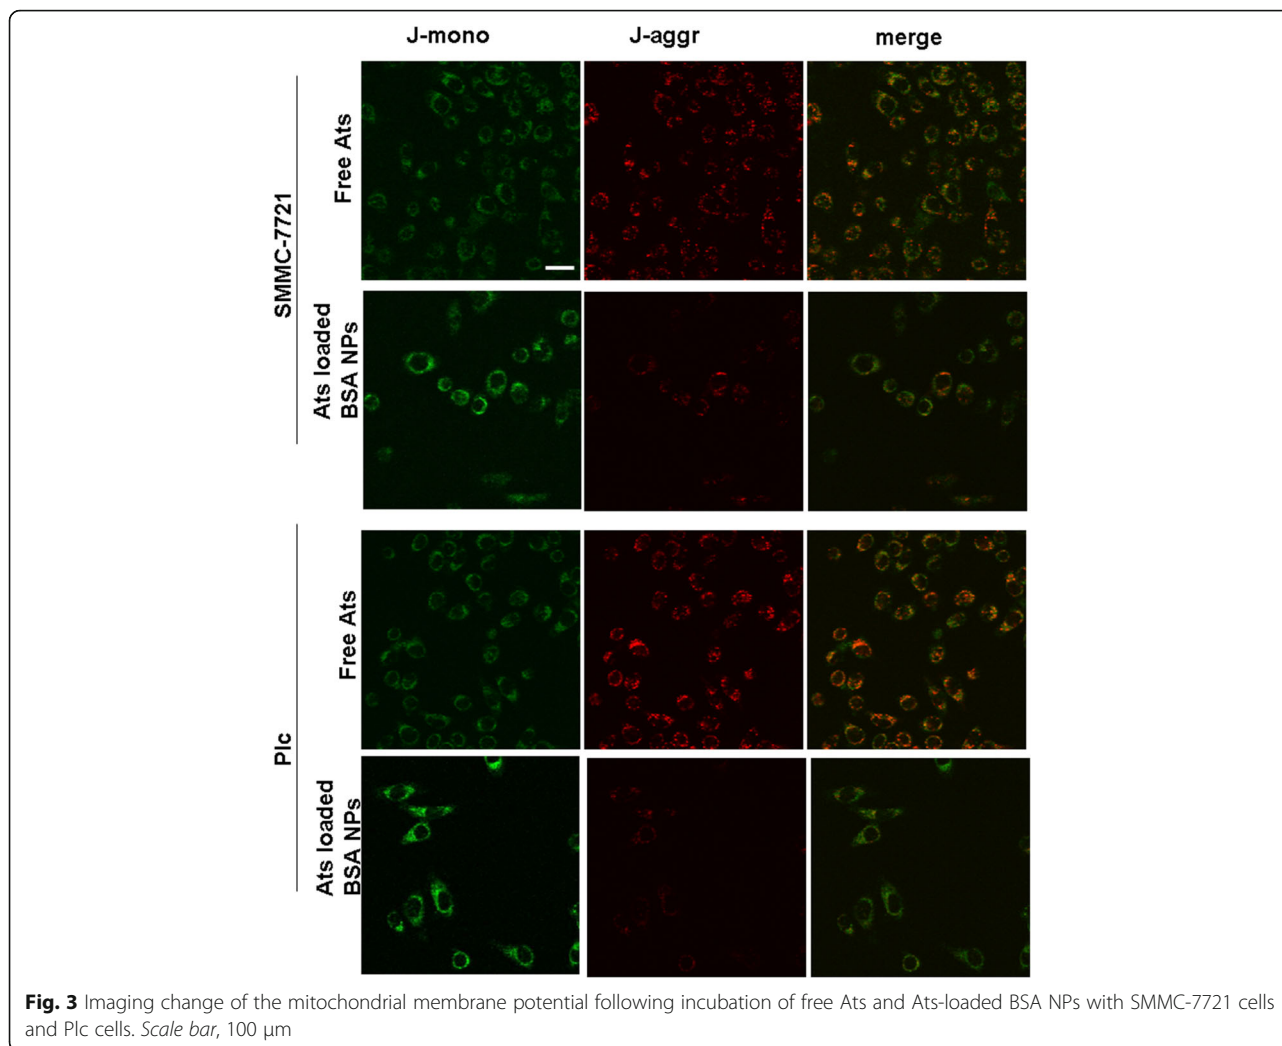 J-mono J-aggr merge
SMMC-7721
Free Ats
Ats loaded
BSA NPs
Plc
Free Ats
Ats loaded
BSA NPs
Fig. 3 Imaging change of the mitochondrial membrane potential following incubation of free Ats and Ats-loaded BSA NPs with SMMC-7721 cells
and Plc cells. Scale bar, 100 μm